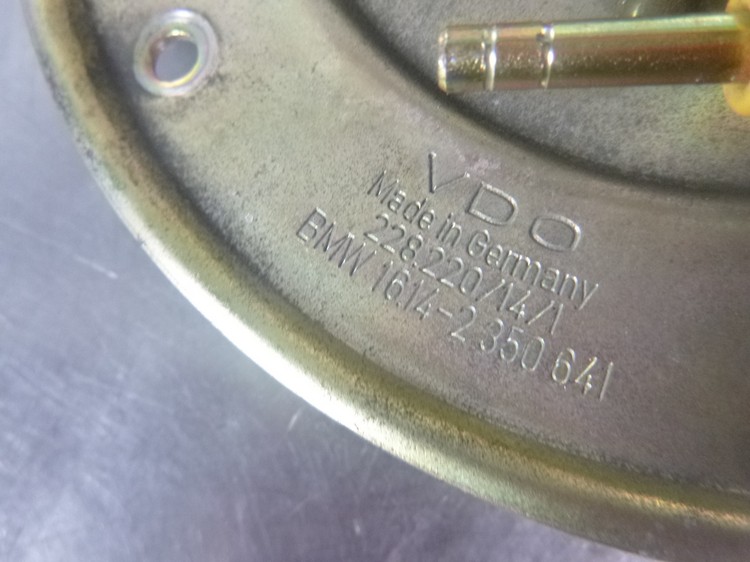 VDO
Made in Germany
228 220/14/1
BMW 1614-2 350 641